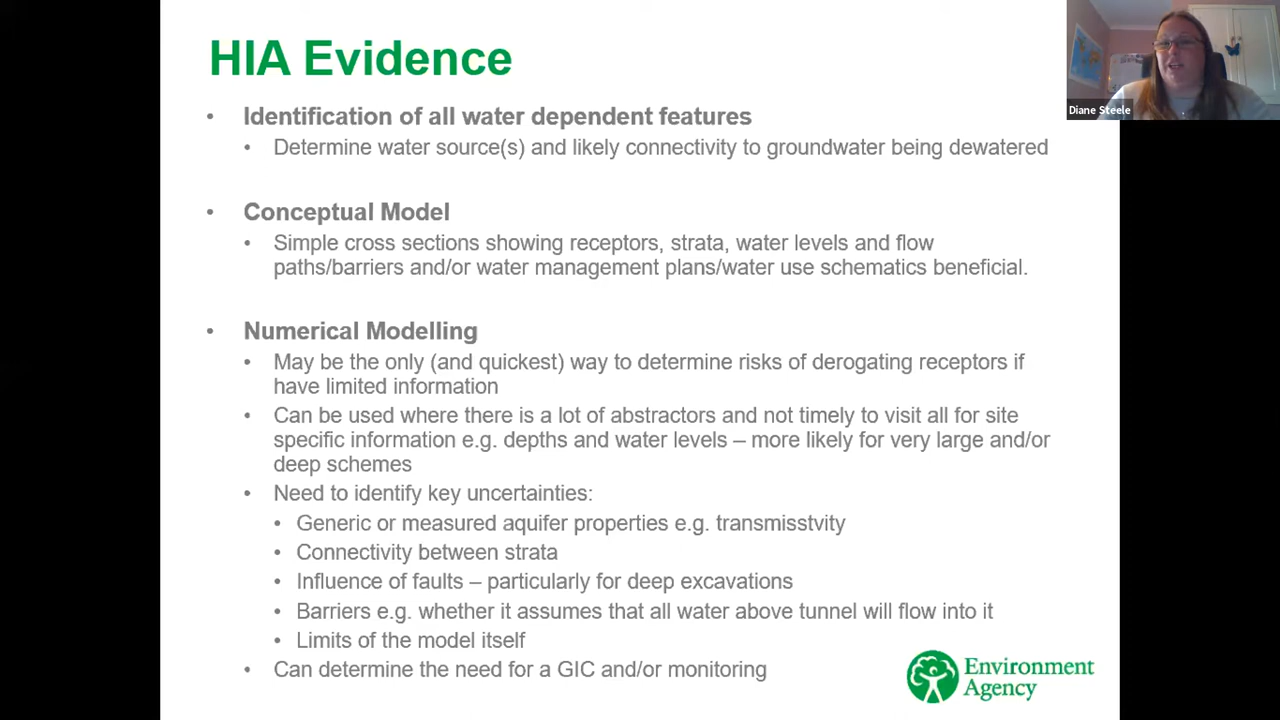 HIA Evidence
Diane Steele
• Identification of all water dependent features
• Determine water source(s) and likely connectivity to groundwater being dewatered
• Conceptual Model
• Simple cross sections showing receptors, strata, water levels and flow
paths/barriers and/or water management plans/water use schematics beneficial.
• Numerical Modelling
• May be the only (and quickest) way to determine risks of derogating receptors if
have limited information
• Can be used where there is a lot of abstractors and not timely to visit all for site
specific information e.g. depths and water levels – more likely for very large and/or
deep schemes
• Need to identify key uncertainties:
• Generic or measured aquifer properties e.g. transmisstvity
• Connectivity between strata
• Influence of faults – particularly for deep excavations
• Barriers e.g. whether it assumes that all water above tunnel will flow into it
• Limits of the model itself
• Can determine the need for a GIC and/or monitoring
Environment
Agency